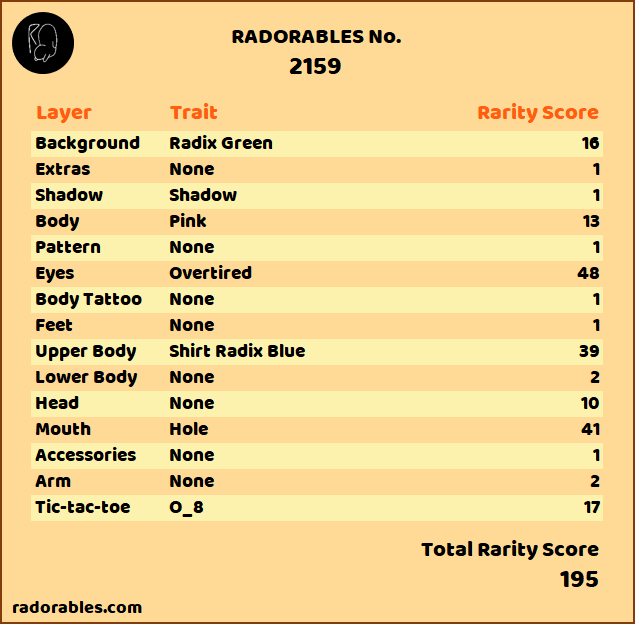 RADORABLES No.
2159
Layer Trait Rarity Score
Background Radix Green 16
Extras None 1
Shadow Shadow 1
Body Pink 13
Pattern None 1
Eyes Overtired 48
Body Tattoo None 1
Feet None 1
Upper Body Shirt Radix Blue 39
Lower Body None 2
Head None 10
Mouth Hole 41
Accessories None 1
Arm None 2
Tic-tac-toe O_8 17
Total Rarity Score
195
radorables.com